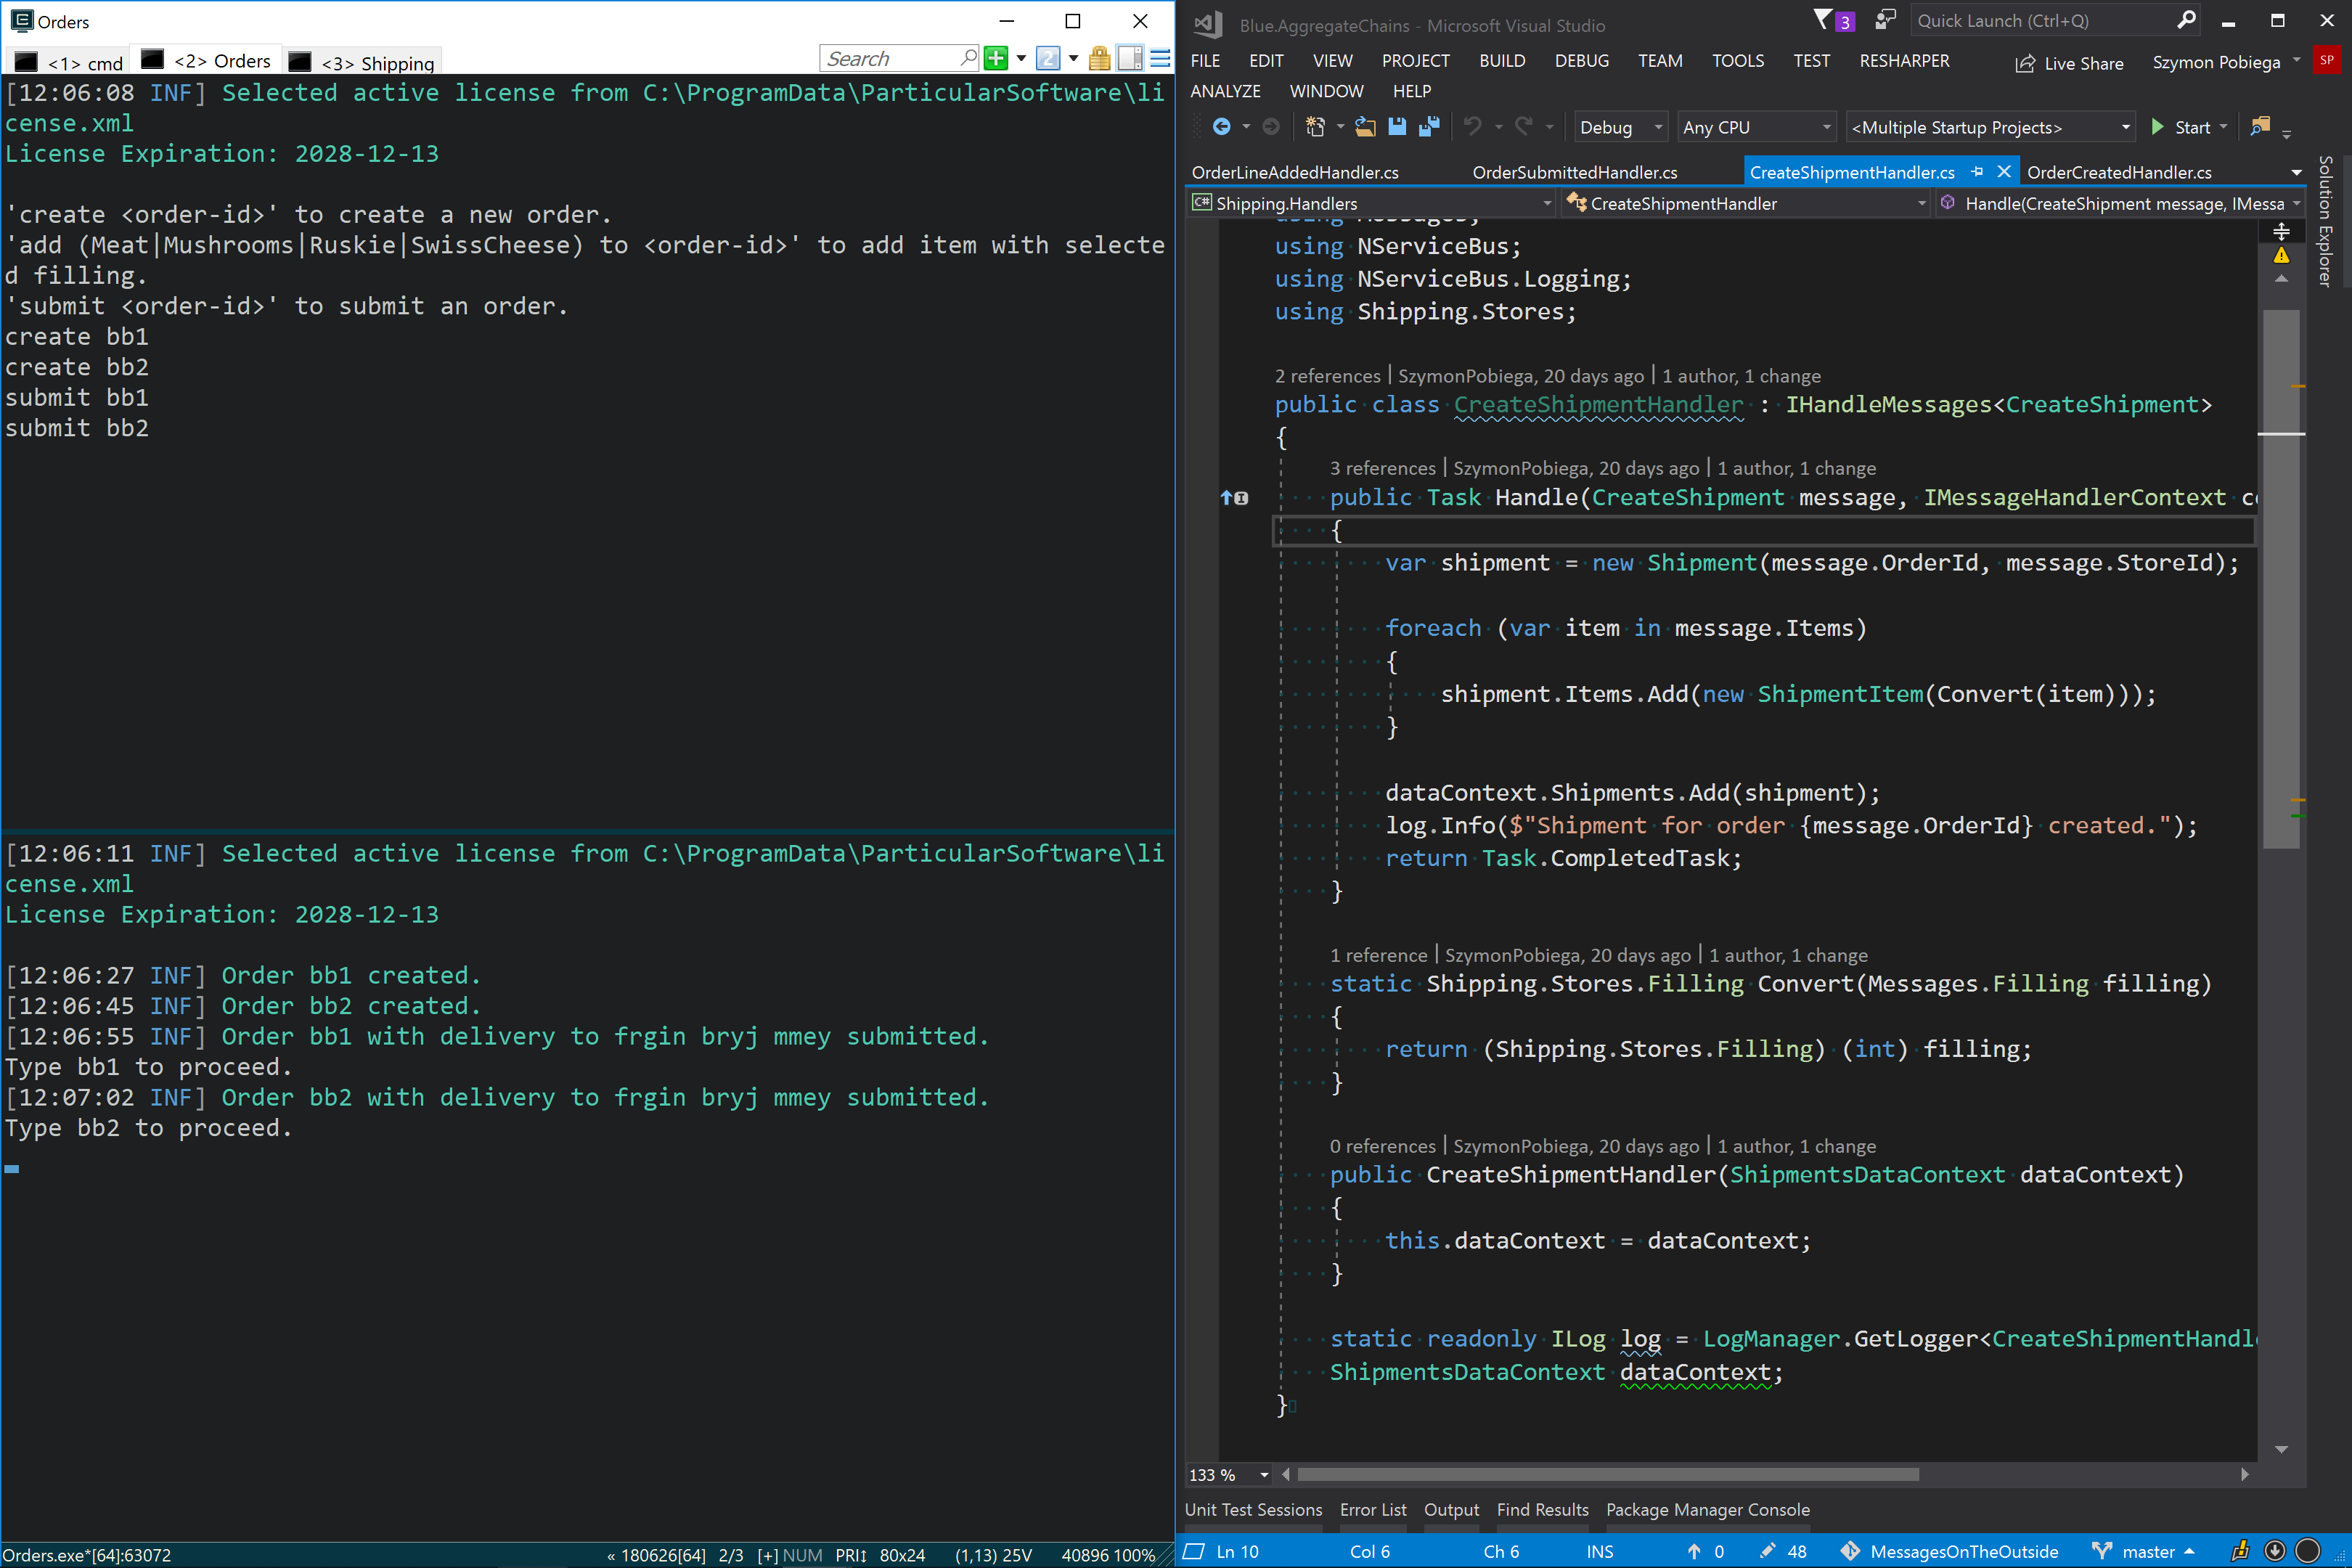 Orders
<1> cmd
<2> Orders
<3> Shipping
Search
[12:06:08 INF] Selected active license from C:\ProgramData\ParticularSoftware\li
cense.xml
License Expiration: 2028-12-13
'create <order-id>' to create a new order.
'add (Meat|Mushrooms|Ruskie|SwissCheese) to <order-id>' to add item with selecte
d filling.
'submit <order-id>' to submit an order.
create bb1
create bb2
submit bb1
submit bb2
[12:06:11 INF] Selected active license from C:\ProgramData\ParticularSoftware\li
cense.xml
License Expiration: 2028-12-13
[12:06:27 INF] Order bb1 created.
[12:06:45 INF] Order bb2 created.
[12:06:55 INF] Order bb1 with delivery to frgin bryj mmey submitted.
Type bb1 to proceed.
[12:07:02 INF] Order bb2 with delivery to frgin bryj mmey submitted.
Type bb2 to proceed.
Orders.exe*[64]:63072
« 180626[64] 2/3 [+] NUM PRI↕ 80x24 (1,13) 25V 40896 100%
Blue.AggregateChains - Microsoft Visual Studio
3
Quick Launch (Ctrl+Q)
FILE EDIT VIEW PROJECT BUILD DEBUG TEAM TOOLS TEST RESHARPER
Live Share
Szymon Pobiega
SP
ANALYZE WINDOW HELP
Debug
Any CPU
<Multiple Startup Projects>
Start
OrderLineAddedHandler.cs
OrderSubmittedHandler.cs
CreateShipmentHandler.cs
OrderCreatedHandler.cs
Solution Explorer
C# Shipping.Handlers
CreateShipmentHandler
Handle(CreateShipment message, IMessa
using Messages;
using NServiceBus;
using NServiceBus.Logging;
using Shipping.Stores;
2 references | SzymonPobiega, 20 days ago | 1 author, 1 change
public class CreateShipmentHandler : IHandleMessages<CreateShipment>
{
3 references | SzymonPobiega, 20 days ago | 1 author, 1 change
public Task Handle(CreateShipment message, IMessageHandlerContext co
{
var shipment = new Shipment(message.OrderId, message.StoreId);
foreach (var item in message.Items)
{
shipment.Items.Add(new ShipmentItem(Convert(item)));
}
dataContext.Shipments.Add(shipment);
log.Info($"Shipment for order {message.OrderId} created.");
return Task.CompletedTask;
}
1 reference | SzymonPobiega, 20 days ago | 1 author, 1 change
static Shipping.Stores.Filling Convert(Messages.Filling filling)
{
return (Shipping.Stores.Filling) (int) filling;
}
0 references | SzymonPobiega, 20 days ago | 1 author, 1 change
public CreateShipmentHandler(ShipmentsDataContext dataContext)
{
this.dataContext = dataContext;
}
static readonly ILog log = LogManager.GetLogger<CreateShipmentHandle
ShipmentsDataContext dataContext;
}
133 %
Unit Test Sessions Error List Output Find Results Package Manager Console
Ln 10 Col 6 Ch 6 INS 0 48 MessagesOnTheOutside master